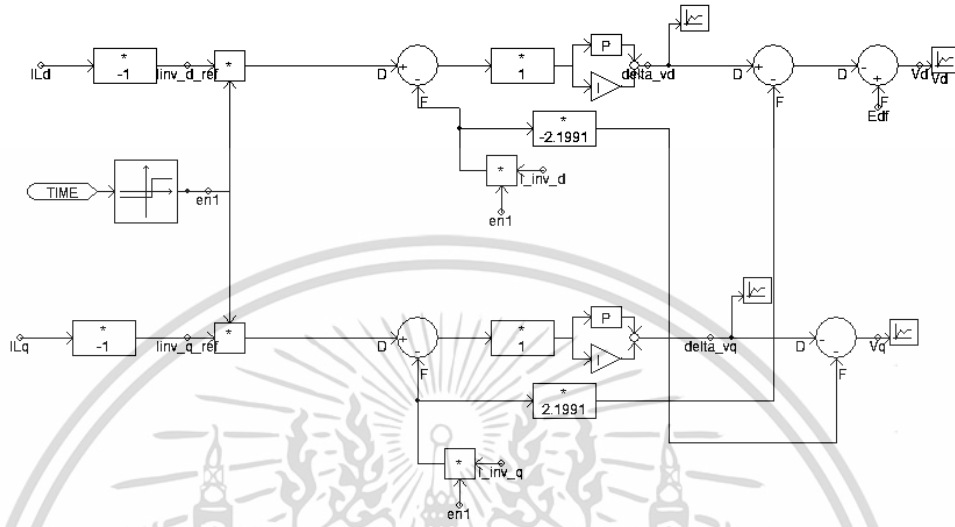 P
*
ILd
-1
Iinv_d_ref
*
D
+
-
F
*
1
I
delta_vd
D
+
-
F
D
-
+
F
Edf
Vd
Vd
*
-2.1991
*
I_inv_d
en1
TIME
en1
ILq
*
-1
Iinv_q_ref
*
D
+
-
F
*
1
P
I
delta_vq
D
-
-
F
Vq
*
2.1991
*
I_inv_q
en1